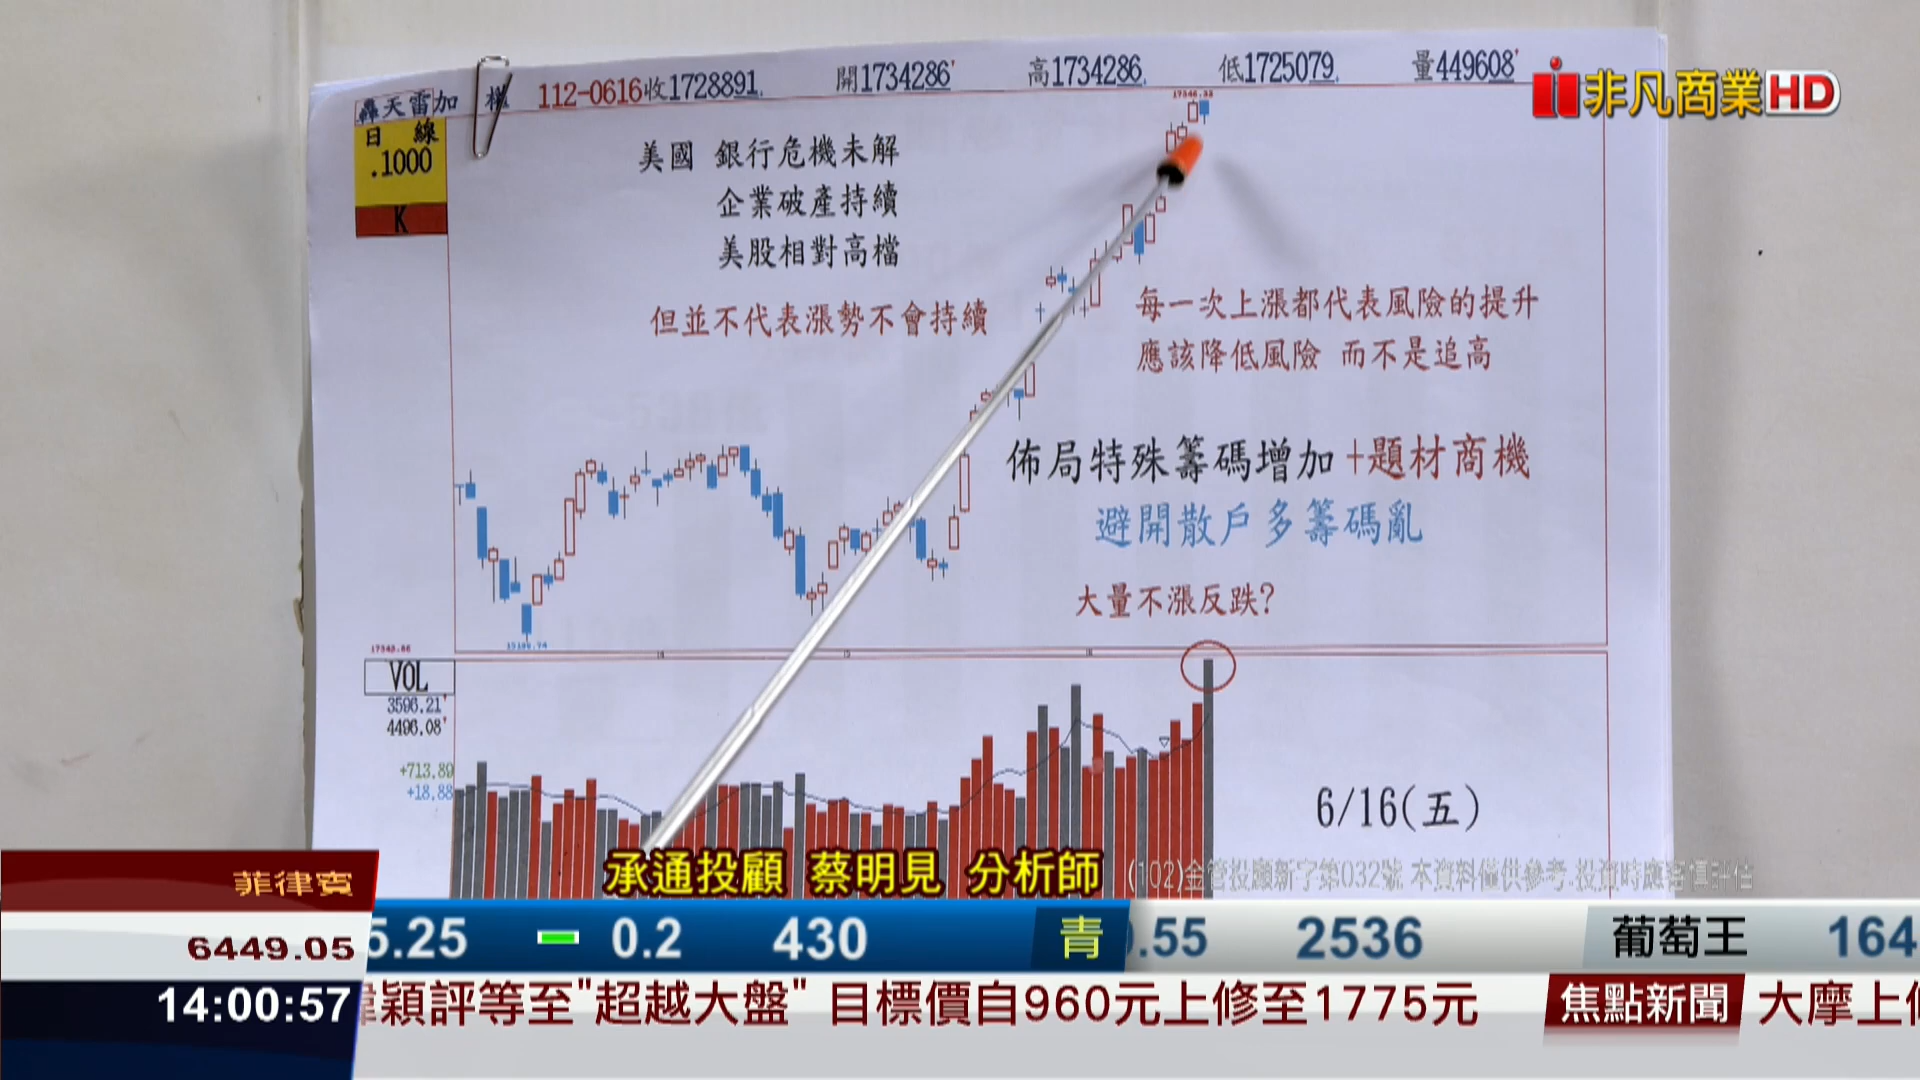 轟天雷加 權 112-0616收1728891. 開1734286' 高1734286. 低1725079. 量449608'
非凡商業HD
日 線
.1000
K
17346.33
美國 銀行危機未解
企業破產持續
美股相對高檔
但並不代表漲勢不會持續
每一次上漲都代表風險的提升
應該降低風險 而不是追高
佈局特殊籌碼增加+題材商機
避開散戶多籌碼亂
大量不漲反跌?
VOL
3596.21'
4496.08'
+713.89
+18.88
6/16(五)
承通投顧 蔡明見 分析師
(102)金管投顧新字第032號 本資料僅供參考.投資時應審慎評估
菲律賓
6449.05
5.25 0.2 430 青 .55 2536 葡萄王 164
14:00:57
穎評等至"超越大盤" 目標價自960元上修至1775元 焦點新聞 大摩上